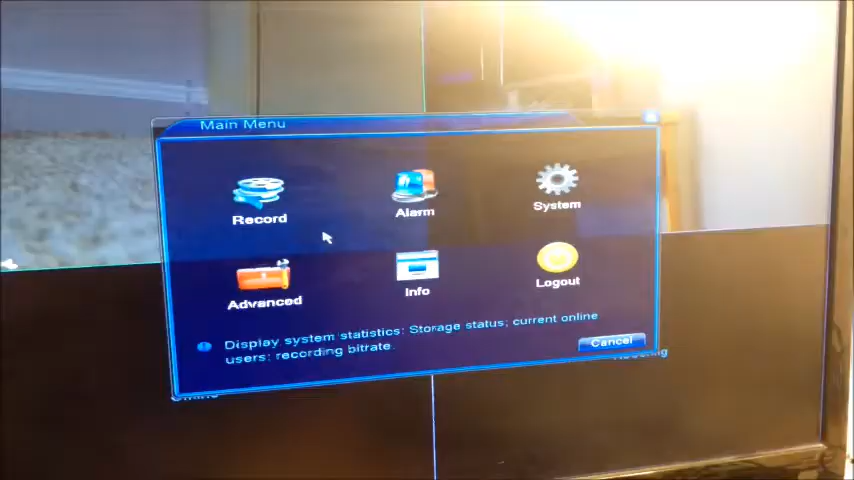 Main Menu
Record
Alarm
System
Advanced
Info
Logout
Display system statistics: Storage status; current online
users; recording bitrate.
Cancel